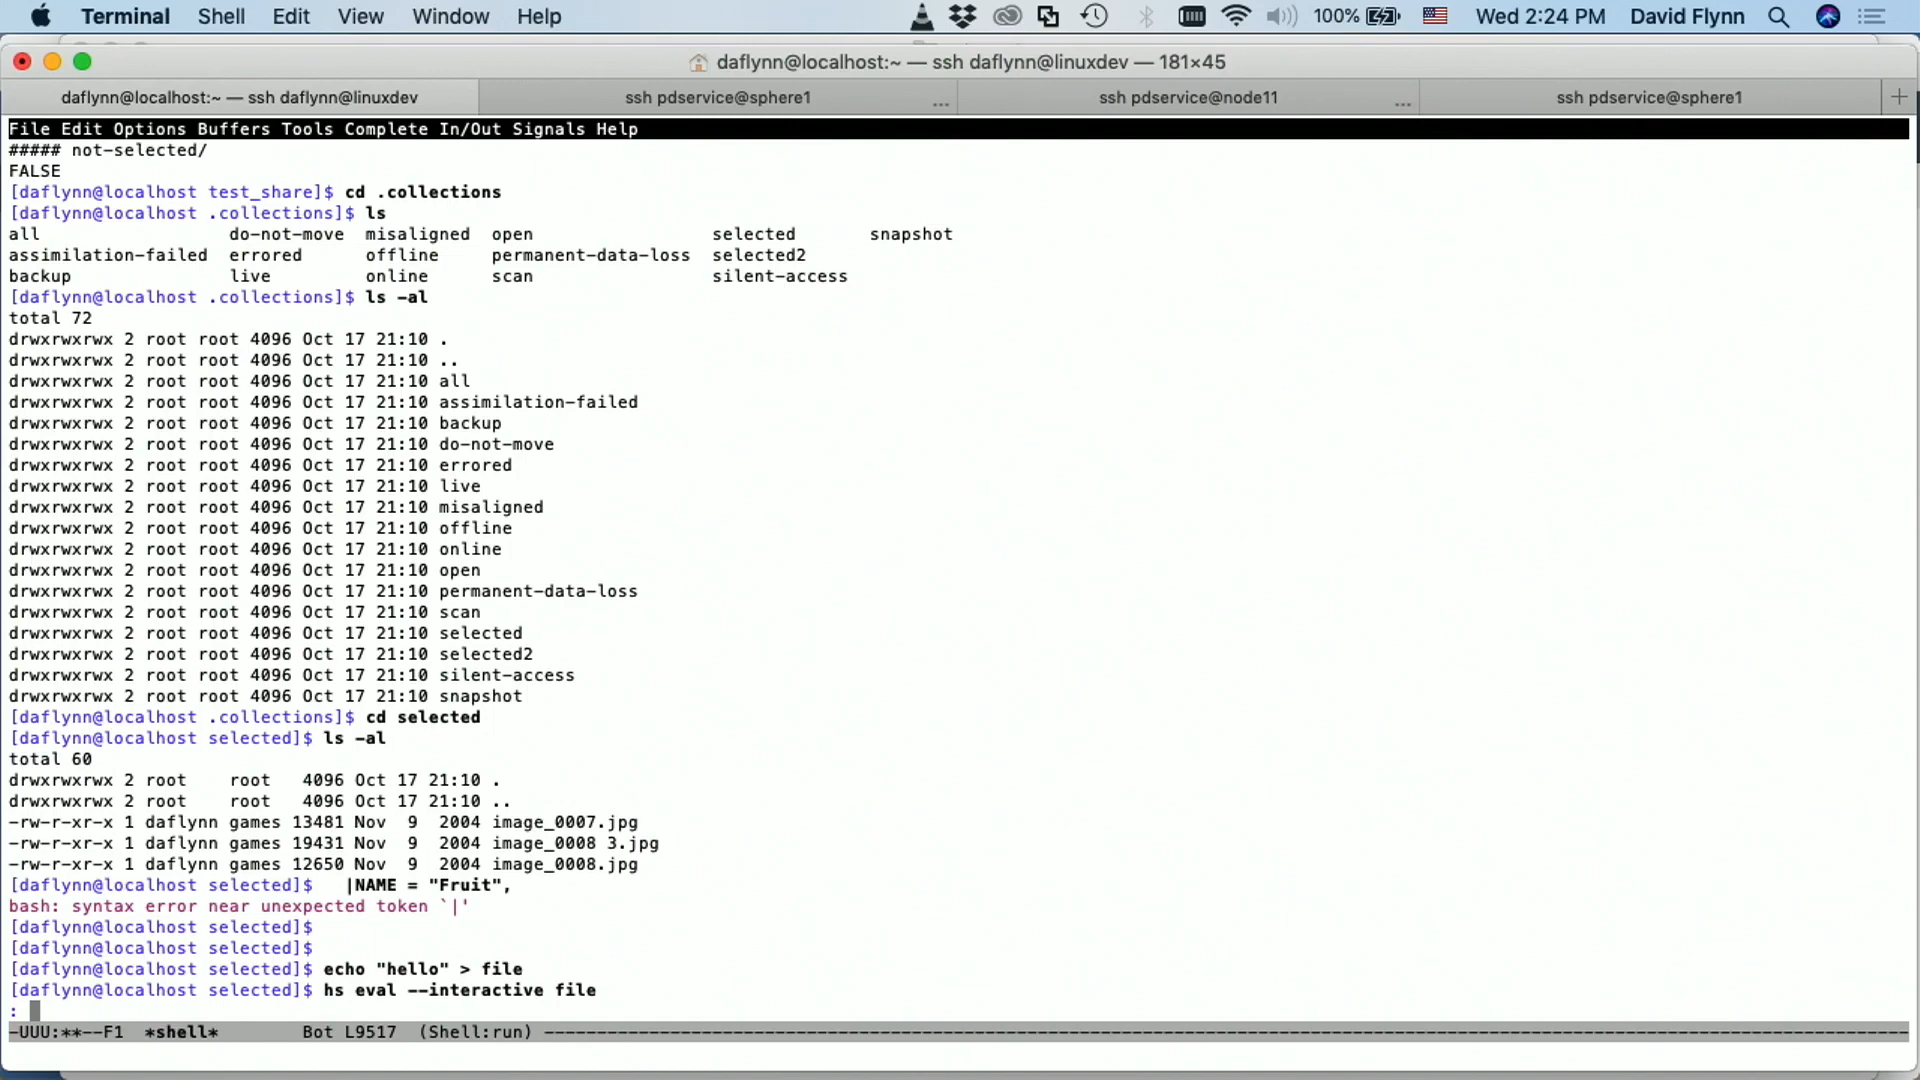 Terminal Shell Edit View Window Help 100% Wed 2:24 PM David Flynn
daflynn@localhost:~ — ssh daflynn@linuxdev — 181×45
daflynn@localhost:~ — ssh daflynn@linuxdev ssh pdservice@sphere1 ... ssh pdservice@node11 ... ssh pdservice@sphere1 +
File Edit Options Buffers Tools Complete In/Out Signals Help
##### not-selected/
FALSE
[daflynn@localhost test_share]$ cd .collections
[daflynn@localhost .collections]$ ls
all                 do-not-move  misaligned  open                 selected       snapshot
assimilation-failed  errored      offline     permanent-data-loss  selected2
backup               live         online      scan                 silent-access
[daflynn@localhost .collections]$ ls -al
total 72
drwxrwxrwx 2 root root 4096 Oct 17 21:10 .
drwxrwxrwx 2 root root 4096 Oct 17 21:10 ..
drwxrwxrwx 2 root root 4096 Oct 17 21:10 all
drwxrwxrwx 2 root root 4096 Oct 17 21:10 assimilation-failed
drwxrwxrwx 2 root root 4096 Oct 17 21:10 backup
drwxrwxrwx 2 root root 4096 Oct 17 21:10 do-not-move
drwxrwxrwx 2 root root 4096 Oct 17 21:10 errored
drwxrwxrwx 2 root root 4096 Oct 17 21:10 live
drwxrwxrwx 2 root root 4096 Oct 17 21:10 misaligned
drwxrwxrwx 2 root root 4096 Oct 17 21:10 offline
drwxrwxrwx 2 root root 4096 Oct 17 21:10 online
drwxrwxrwx 2 root root 4096 Oct 17 21:10 open
drwxrwxrwx 2 root root 4096 Oct 17 21:10 permanent-data-loss
drwxrwxrwx 2 root root 4096 Oct 17 21:10 scan
drwxrwxrwx 2 root root 4096 Oct 17 21:10 selected
drwxrwxrwx 2 root root 4096 Oct 17 21:10 selected2
drwxrwxrwx 2 root root 4096 Oct 17 21:10 silent-access
drwxrwxrwx 2 root root 4096 Oct 17 21:10 snapshot
[daflynn@localhost .collections]$ cd selected
[daflynn@localhost selected]$ ls -al
total 60
drwxrwxrwx 2 root    root   4096 Oct 17 21:10 .
drwxrwxrwx 2 root    root   4096 Oct 17 21:10 ..
-rw-r-xr-x 1 daflynn games 13481 Nov  9  2004 image_0007.jpg
-rw-r-xr-x 1 daflynn games 19431 Nov  9  2004 image_0008 3.jpg
-rw-r-xr-x 1 daflynn games 12650 Nov  9  2004 image_0008.jpg
[daflynn@localhost selected]$   |NAME = "Fruit",
bash: syntax error near unexpected token `|'
[daflynn@localhost selected]$
[daflynn@localhost selected]$
[daflynn@localhost selected]$ echo "hello" > file
[daflynn@localhost selected]$ hs eval --interactive file
:
-UUU:**--F1  *shell*        Bot L9517  (Shell:run) ----------